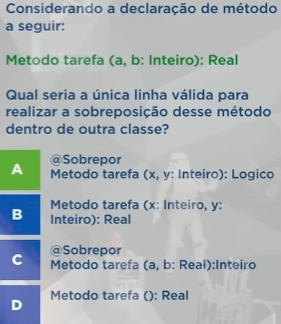 Considerando a declaração de método
a seguir:
Metodo tarefa (a, b: Inteiro): Real
Qual seria a única linha válida para
realizar a sobreposição desse método
dentro de outra classe?
A
@Sobrepor
Metodo tarefa (x, y: Inteiro): Logico
B
Metodo tarefa (x: Inteiro, y:
Inteiro): Real
C
@Sobrepor
Metodo tarefa (a, b: Real):Inteiro
D
Metodo tarefa (): Real